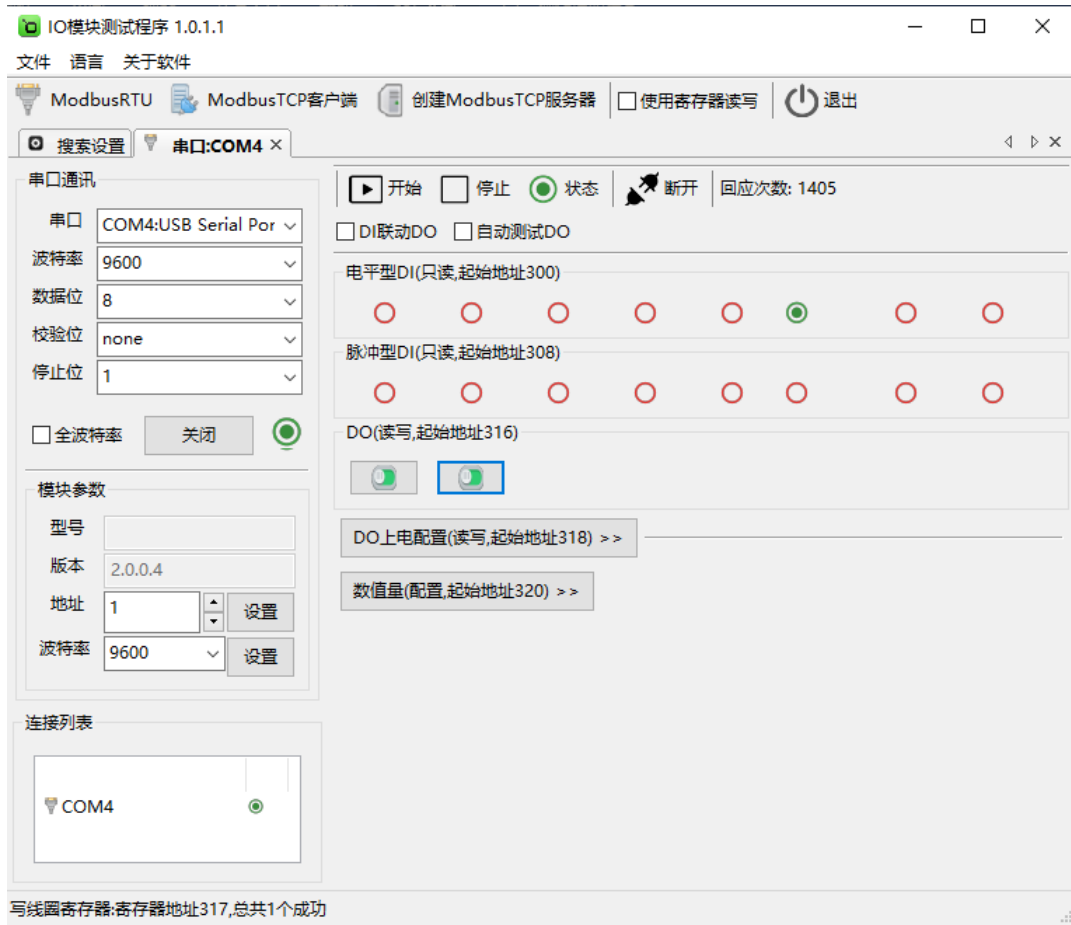 IO模块测试程序 1.0.1.1
文件 语言 关于软件
ModbusRTU ModbusTCP客户端 创建ModbusTCP服务器 使用寄存器读写 退出
搜索设置 串口:COM4
串口通讯
串口 COM4:USB Serial Por
波特率 9600
数据位 8
校验位 none
停止位 1
全波特率 关闭
模块参数
型号
版本 2.0.0.4
地址 1 设置
波特率 9600 设置
连接列表
COM4
开始 停止 状态 断开 回应次数: 1405
DI联动DO 自动测试DO
电平型DI(只读,起始地址300)
脉冲型DI(只读,起始地址308)
DO(读写,起始地址316)
DO上电配置(读写,起始地址318) >>
数值量(配置,起始地址320) >>
写线圈寄存器:寄存器地址317,总共1个成功